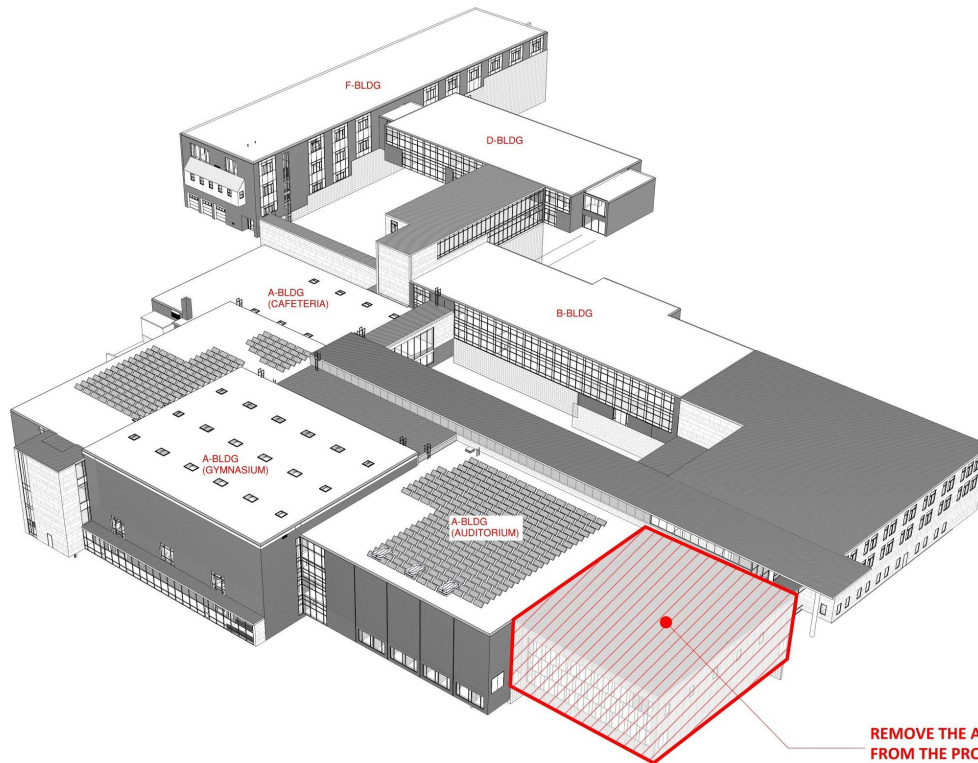 F-BLDG
D-BLDG
A-BLDG
(CAFETERIA)
B-BLDG
A-BLDG
(GYMNASIUM)
A-BLDG
(AUDITORIUM)
REMOVE THE A
FROM THE PRO